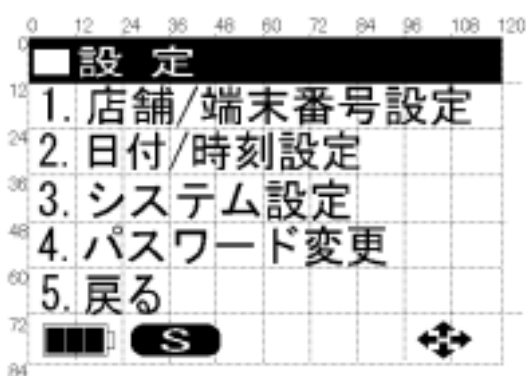 0 12 24 36 48 60 72 84 96 108 120
0
設 定
12
1. 店舗/端末番号設定
24
2. 日付/時刻設定
36
3. システム設定
48
4. パスワード変更
60
5. 戻る
72
S
84